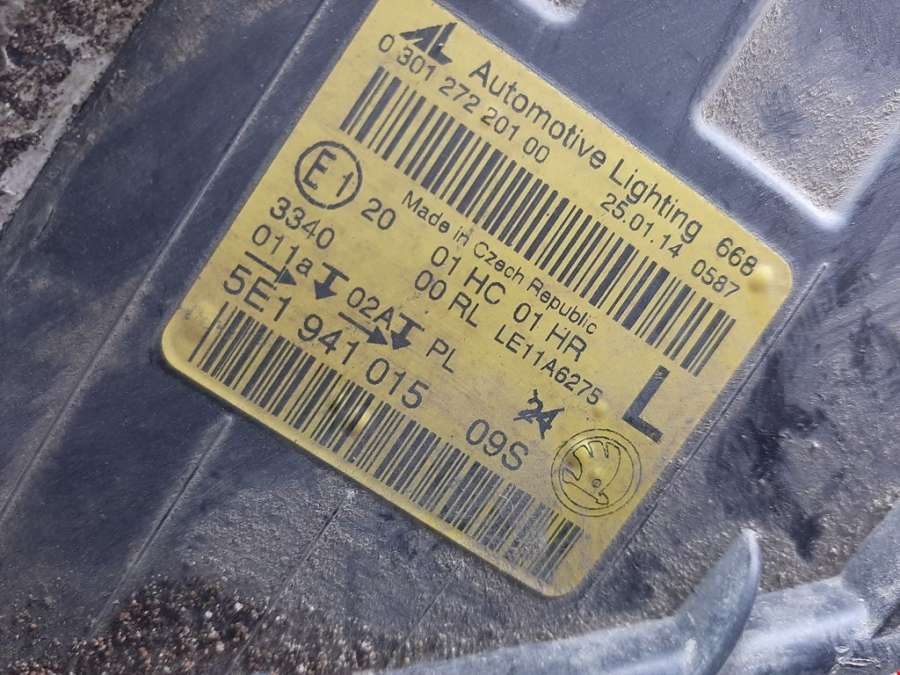 AL Automotive Lighting 668
0 301 272 201 00 25.01.14 0587
Made in Czech Republic
E1 20 01 HC 01 HR
3340 00 RL LE11A6275 L
011a 02A PL 24
5E1 941 015 09S